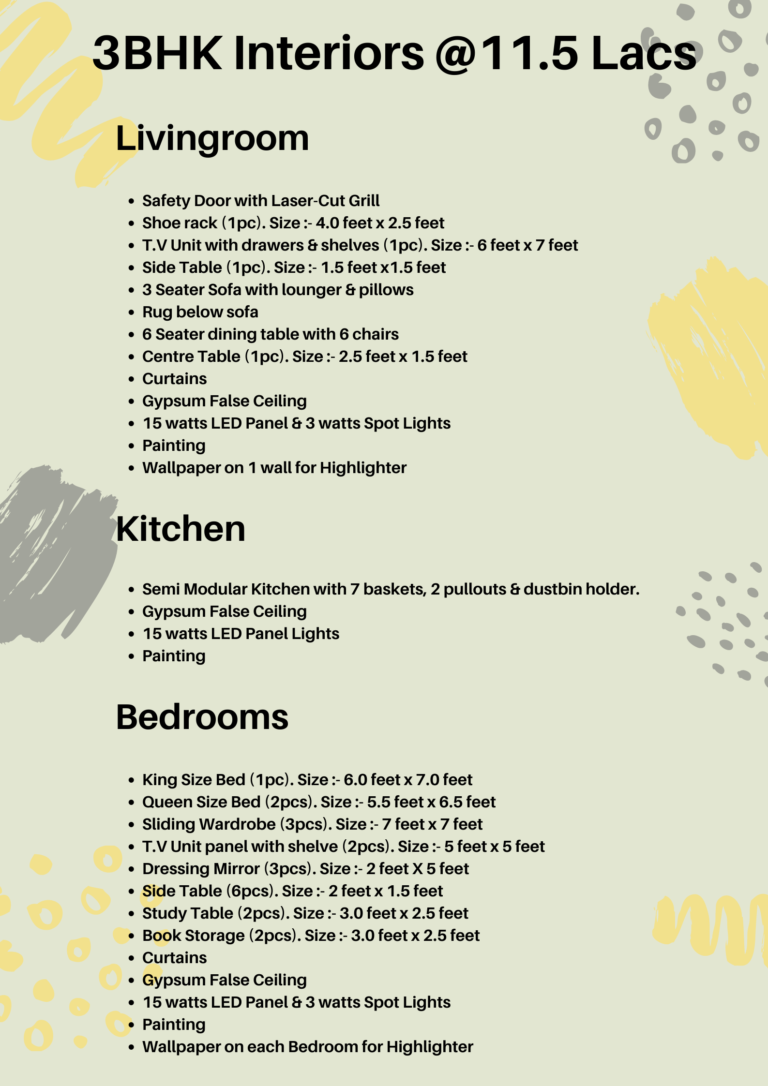 3BHK Interiors @11.5 Lacs
Livingroom
• Safety Door with Laser-Cut Grill
• Shoe rack (1pc). Size :- 4.0 feet x 2.5 feet
• T.V Unit with drawers & shelves (1pc). Size :- 6 feet x 7 feet
• Side Table (1pc). Size :- 1.5 feet x1.5 feet
• 3 Seater Sofa with lounger & pillows
• Rug below sofa
• 6 Seater dining table with 6 chairs
• Centre Table (1pc). Size :- 2.5 feet x 1.5 feet
• Curtains
• Gypsum False Ceiling
• 15 watts LED Panel & 3 watts Spot Lights
• Painting
• Wallpaper on 1 wall for Highlighter
Kitchen
• Semi Modular Kitchen with 7 baskets, 2 pullouts & dustbin holder.
• Gypsum False Ceiling
• 15 watts LED Panel Lights
• Painting
Bedrooms
• King Size Bed (1pc). Size :- 6.0 feet x 7.0 feet
• Queen Size Bed (2pcs). Size :- 5.5 feet x 6.5 feet
• Sliding Wardrobe (3pcs). Size :- 7 feet x 7 feet
• T.V Unit panel with shelve (2pcs). Size :- 5 feet x 5 feet
• Dressing Mirror (3pcs). Size :- 2 feet X 5 feet
• Side Table (6pcs). Size :- 2 feet x 1.5 feet
• Study Table (2pcs). Size :- 3.0 feet x 2.5 feet
• Book Storage (2pcs). Size :- 3.0 feet x 2.5 feet
• Curtains
• Gypsum False Ceiling
• 15 watts LED Panel & 3 watts Spot Lights
• Painting
• Wallpaper on each Bedroom for Highlighter